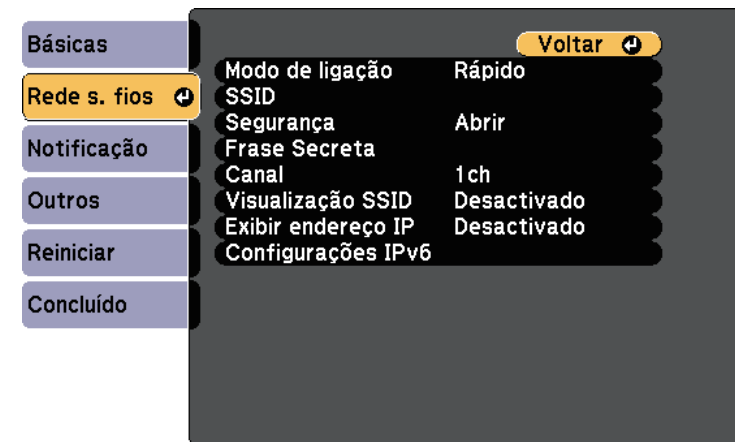 Básicas
Rede s. fios
Notificação
Outros
Reiniciar
Concluído
Voltar
Modo de ligação Rápido
SSID
Segurança Abrir
Frase Secreta
Canal 1ch
Visualização SSID Desactivado
Exibir endereço IP Desactivado
Configurações IPv6